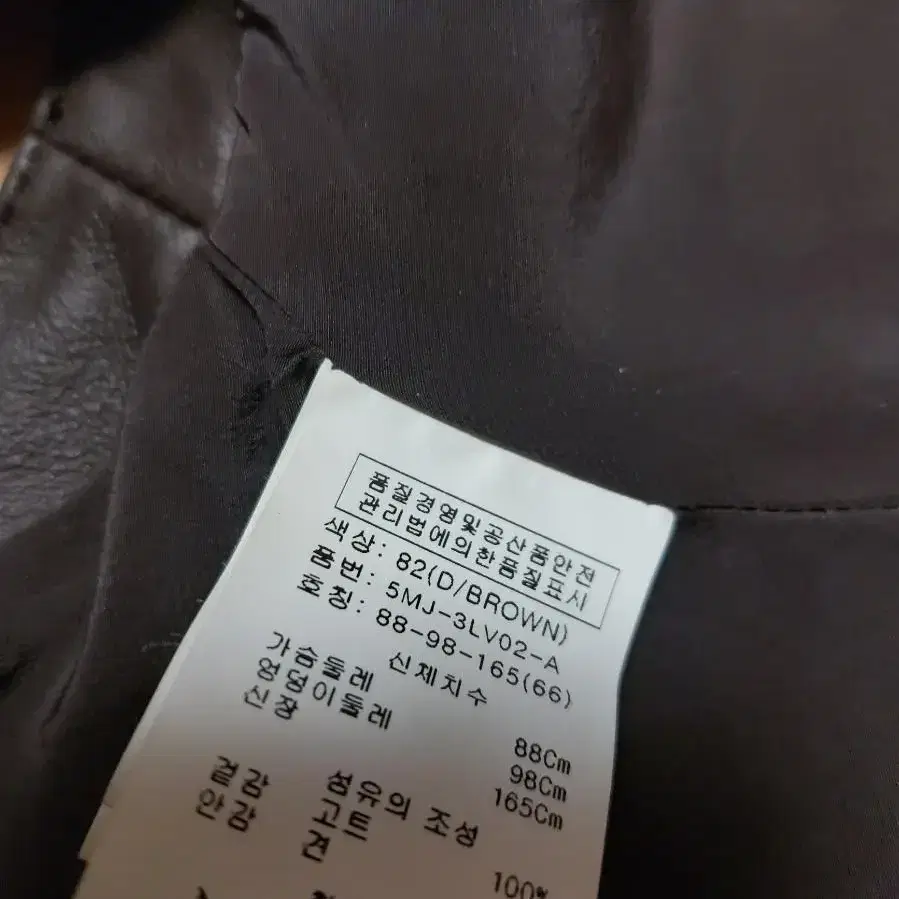 품질경영및공산품안전
관리법에의한품질표시
색상: 82(D/BROWN)
품번: 5MJ-3LV02-A
호칭: 88-98-165(66)
신체치수
가슴둘레 88Cm
엉덩이둘레 98Cm
신장 165Cm
섬유의 조성
겉감 고트 100%
안감 견